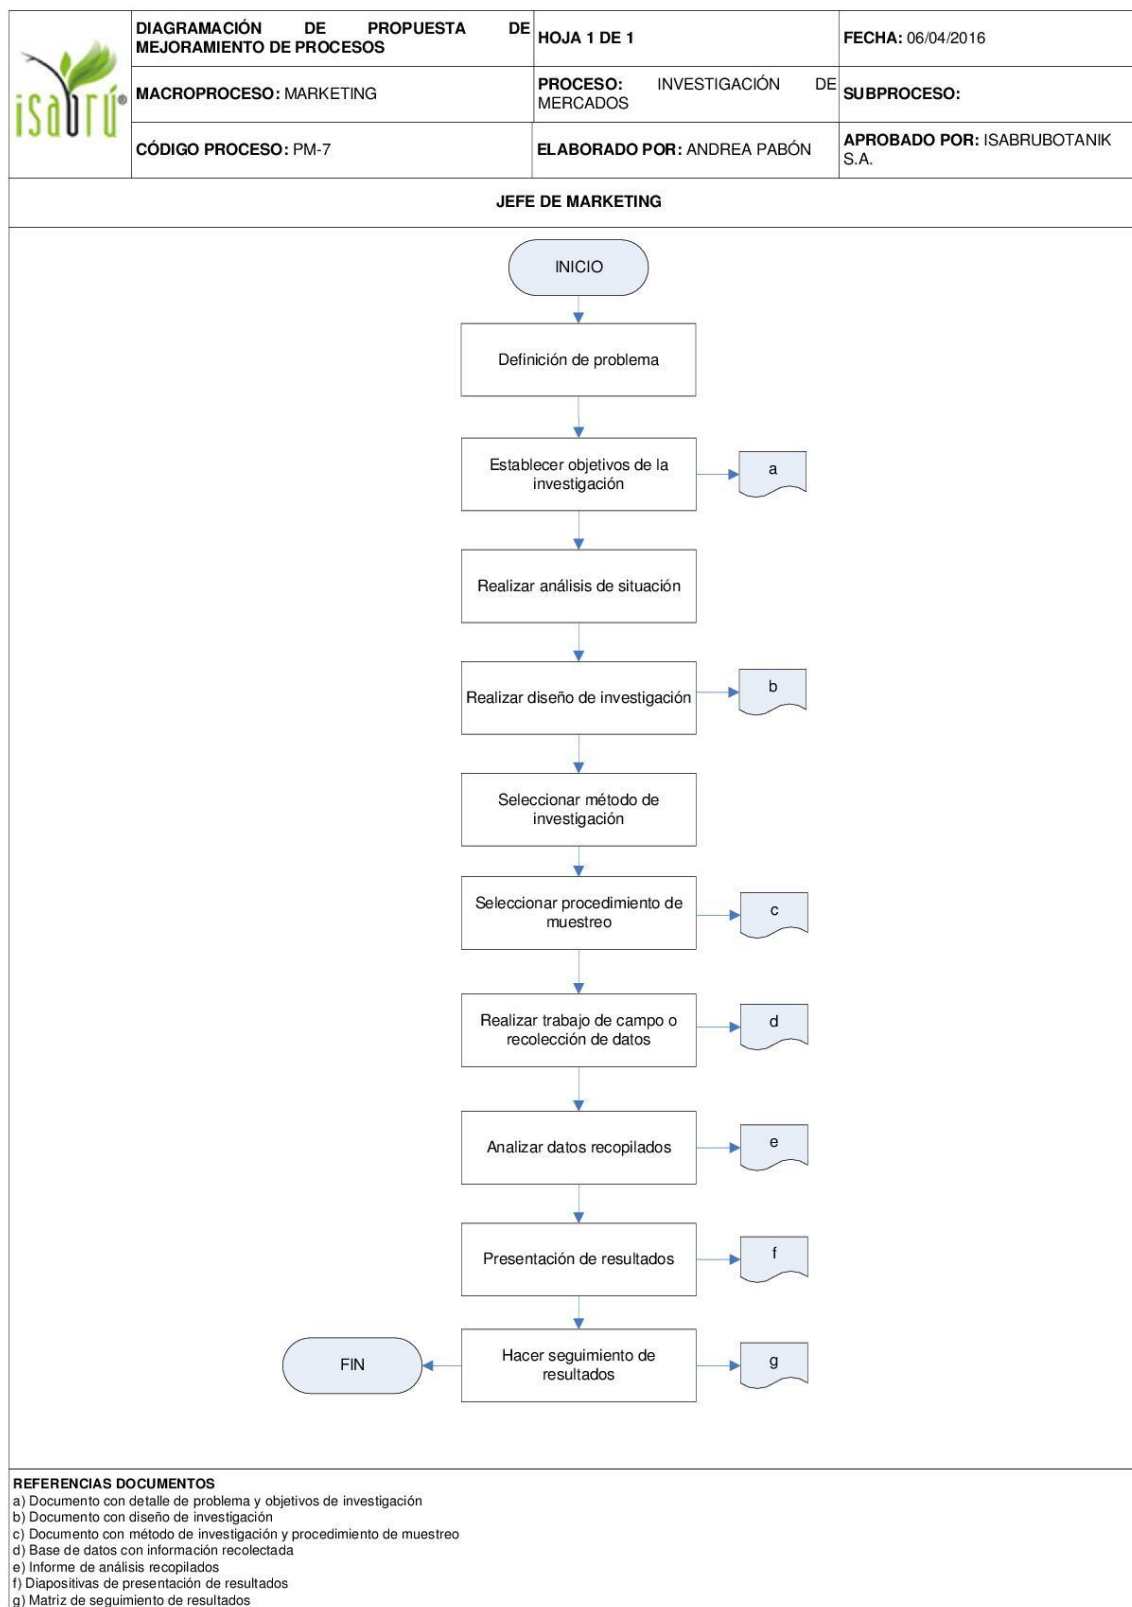 isabrú®
DIAGRAMACIÓN DE PROPUESTA DE
MEJORAMIENTO DE PROCESOS
HOJA 1 DE 1
FECHA: 06/04/2016
MACROPROCESO: MARKETING
PROCESO: INVESTIGACIÓN DE
MERCADOS
SUBPROCESO:
CÓDIGO PROCESO: PM-7
ELABORADO POR: ANDREA PABÓN
APROBADO POR: ISABRUBOTANIK
S.A.
JEFE DE MARKETING
INICIO
Definición de problema
Establecer objetivos de la
investigación
a
Realizar análisis de situación
Realizar diseño de investigación
b
Seleccionar método de
investigación
Seleccionar procedimiento de
muestreo
c
Realizar trabajo de campo o
recolección de datos
d
Analizar datos recopilados
e
Presentación de resultados
f
Hacer seguimiento de
resultados
g
FIN
REFERENCIAS DOCUMENTOS
a) Documento con detalle de problema y objetivos de investigación
b) Documento con diseño de investigación
c) Documento con método de investigación y procedimiento de muestreo
d) Base de datos con información recolectada
e) Informe de análisis recopilados
f) Diapositivas de presentación de resultados
g) Matriz de seguimiento de resultados